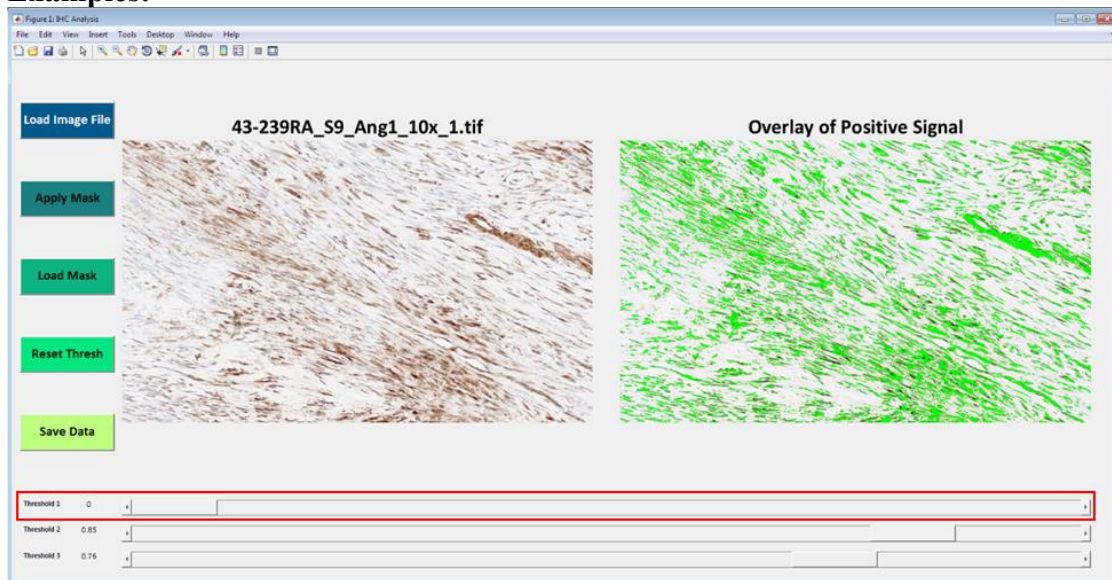 Examples:
Figure 1: IHC Analysis
File Edit View Insert Tools Desktop Window Help
Load Image File
43-239RA_S9_Ang1_10x_1.tif
Overlay of Positive Signal
Apply Mask
Load Mask
Reset Thresh
Save Data
Threshold 1 0
Threshold 2 0.85
Threshold 3 0.76